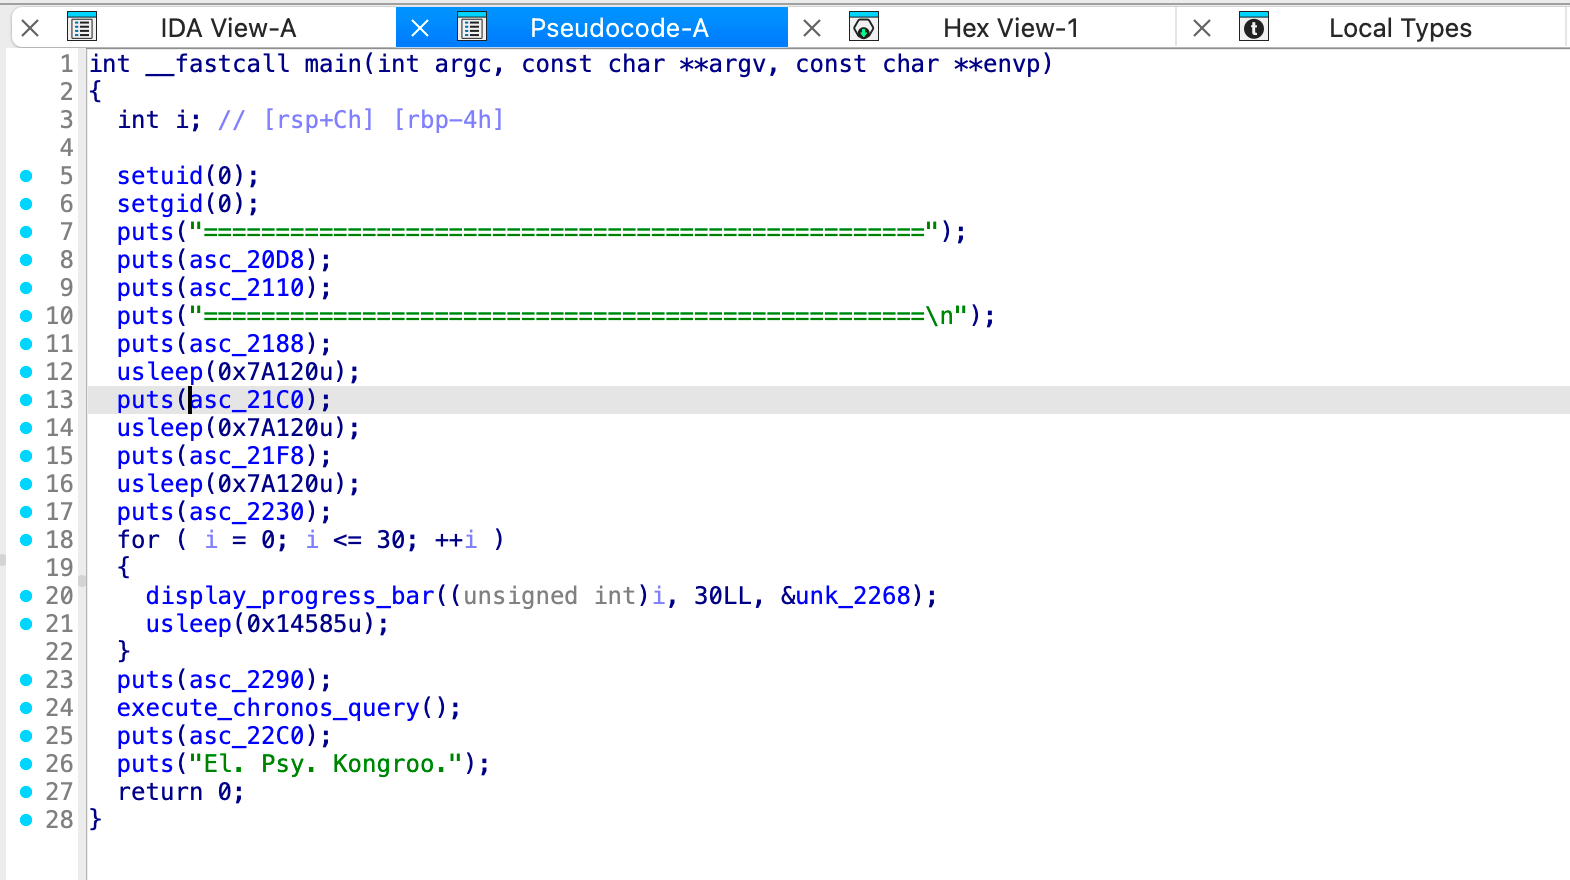 IDA View-A Pseudocode-A Hex View-1 Local Types
1 int __fastcall main(int argc, const char **argv, const char **envp)
2 {
3 int i; // [rsp+Ch] [rbp-4h]
4
5 setuid(0);
6 setgid(0);
7 puts("==================================================");
8 puts(asc_20D8);
9 puts(asc_2110);
10 puts("==================================================\n");
11 puts(asc_2188);
12 usleep(0x7A120u);
13 puts(asc_21C0);
14 usleep(0x7A120u);
15 puts(asc_21F8);
16 usleep(0x7A120u);
17 puts(asc_2230);
18 for ( i = 0; i <= 30; ++i )
19 {
20 display_progress_bar((unsigned int)i, 30LL, &unk_2268);
21 usleep(0x14585u);
22 }
23 puts(asc_2290);
24 execute_chronos_query();
25 puts(asc_22C0);
26 puts("El. Psy. Kongroo.");
27 return 0;
28 }